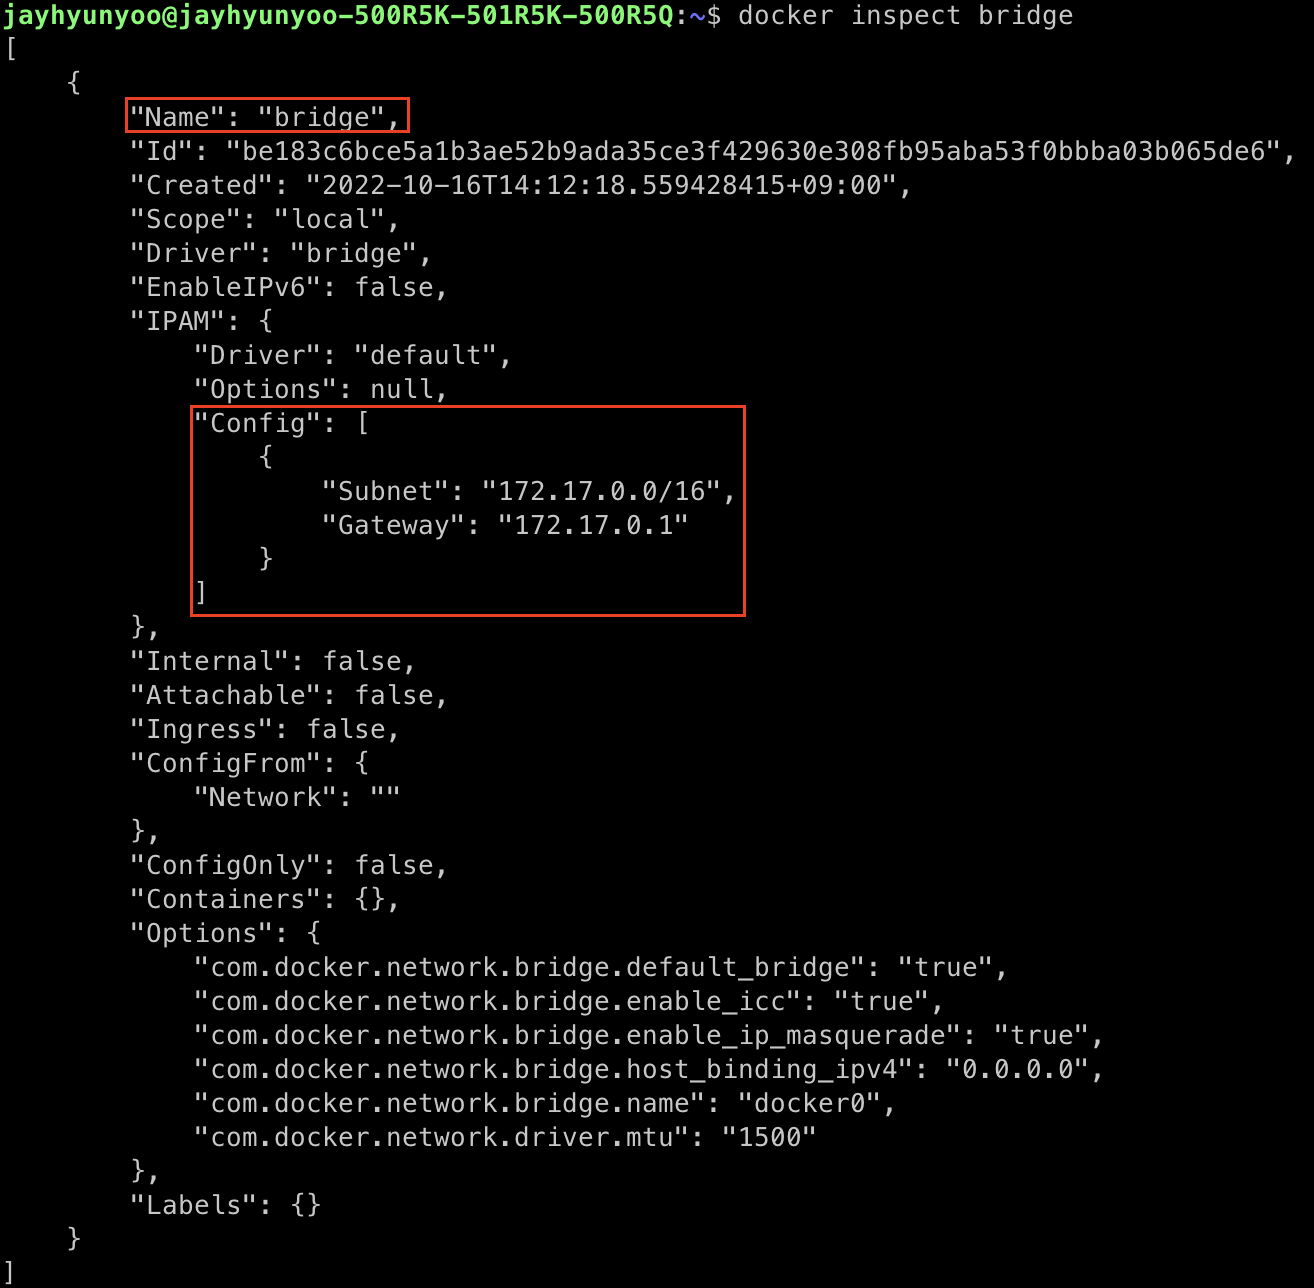 jayhyunyoo@jayhyunyoo-500R5K-501R5K-500R5Q:~$ docker inspect bridge
[
    {
        "Name": "bridge",
        "Id": "be183c6bce5a1b3ae52b9ada35ce3f429630e308fb95aba53f0bbba03b065de6",
        "Created": "2022-10-16T14:12:18.559428415+09:00",
        "Scope": "local",
        "Driver": "bridge",
        "EnableIPv6": false,
        "IPAM": {
            "Driver": "default",
            "Options": null,
            "Config": [
                {
                    "Subnet": "172.17.0.0/16",
                    "Gateway": "172.17.0.1"
                }
            ]
        },
        "Internal": false,
        "Attachable": false,
        "Ingress": false,
        "ConfigFrom": {
            "Network": ""
        },
        "ConfigOnly": false,
        "Containers": {},
        "Options": {
            "com.docker.network.bridge.default_bridge": "true",
            "com.docker.network.bridge.enable_icc": "true",
            "com.docker.network.bridge.enable_ip_masquerade": "true",
            "com.docker.network.bridge.host_binding_ipv4": "0.0.0.0",
            "com.docker.network.bridge.name": "docker0",
            "com.docker.network.driver.mtu": "1500"
        },
        "Labels": {}
    }
]